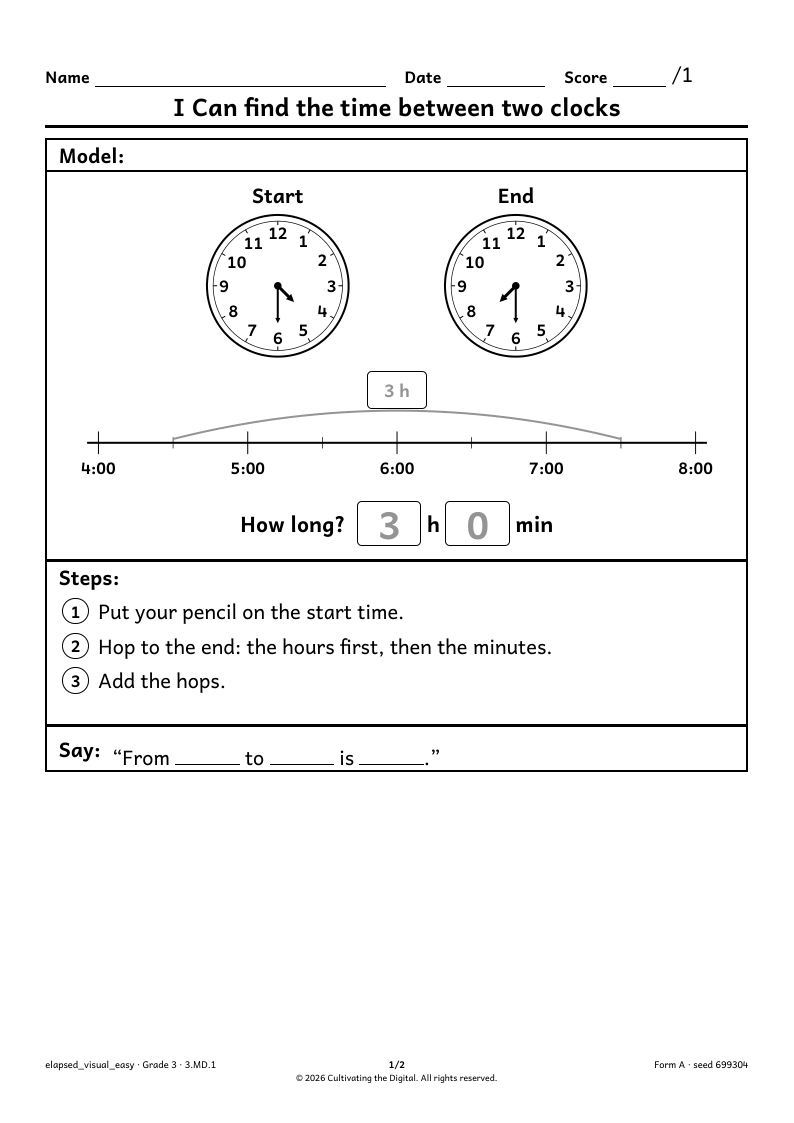 Name Date Score /1
I Can find the time between two clocks
Model:
Start End
12 1 2 3 4 5 6 7 8 9 10 11
12 1 2 3 4 5 6 7 8 9 10 11
3 h
4:00 5:00 6:00 7:00 8:00
How long? 3 h 0 min
Steps:
1 Put your pencil on the start time.
2 Hop to the end: the hours first, then the minutes.
3 Add the hops.
Say: “From ______ to ______ is ______.”
elapsed_visual_easy · Grade 3 · 3.MD.1 1/2 Form A · seed 699304
© 2026 Cultivating the Digital. All rights reserved.